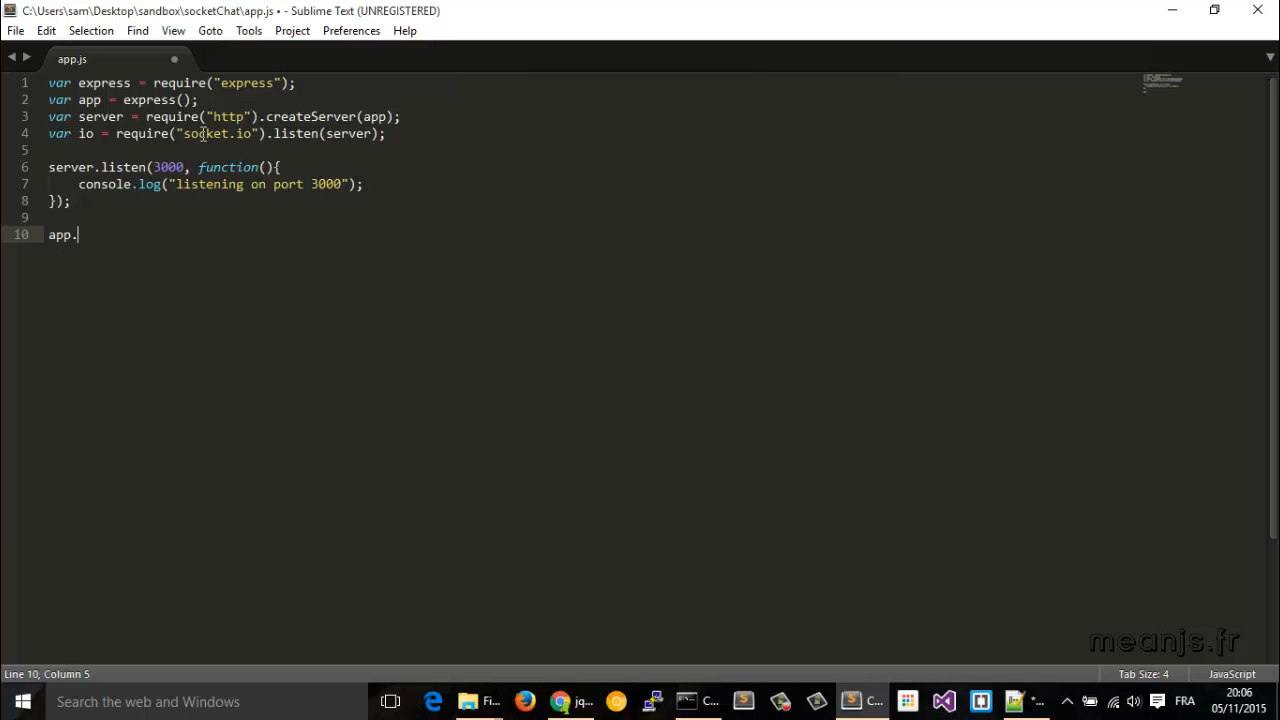 C:\Users\sam\Desktop\sandbox\socketChat\app.js • - Sublime Text (UNREGISTERED)
File Edit Selection Find View Goto Tools Project Preferences Help
app.js
1 var express = require("express");
2 var app = express();
3 var server = require("http").createServer(app);
4 var io = require("socket.io").listen(server);
5
6 server.listen(3000, function(){
7 console.log("listening on port 3000");
8 });
9
10 app.
meanjs.fr
Line 10, Column 5 Tab Size: 4 JavaScript
Search the web and Windows Fi... jq... C... C... "... FRA 20:06
05/11/2015